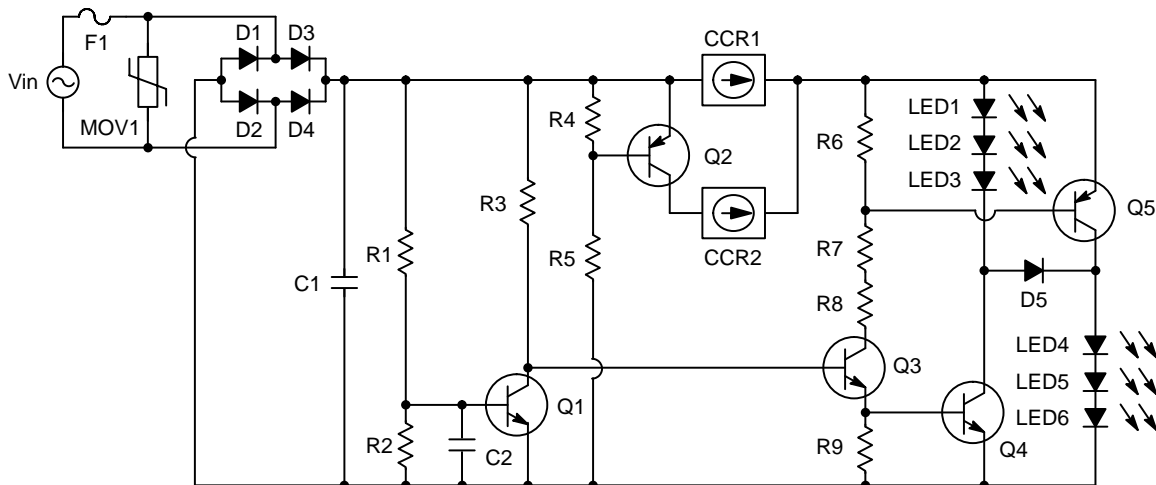 F1
Vin
MOV1
D1
D3
D2
D4
C1
R1
R2
C2
R3
Q1
R4
R5
Q2
CCR1
CCR2
R6
R7
R8
Q3
R9
LED1
LED2
LED3
Q5
D5
Q4
LED4
LED5
LED6